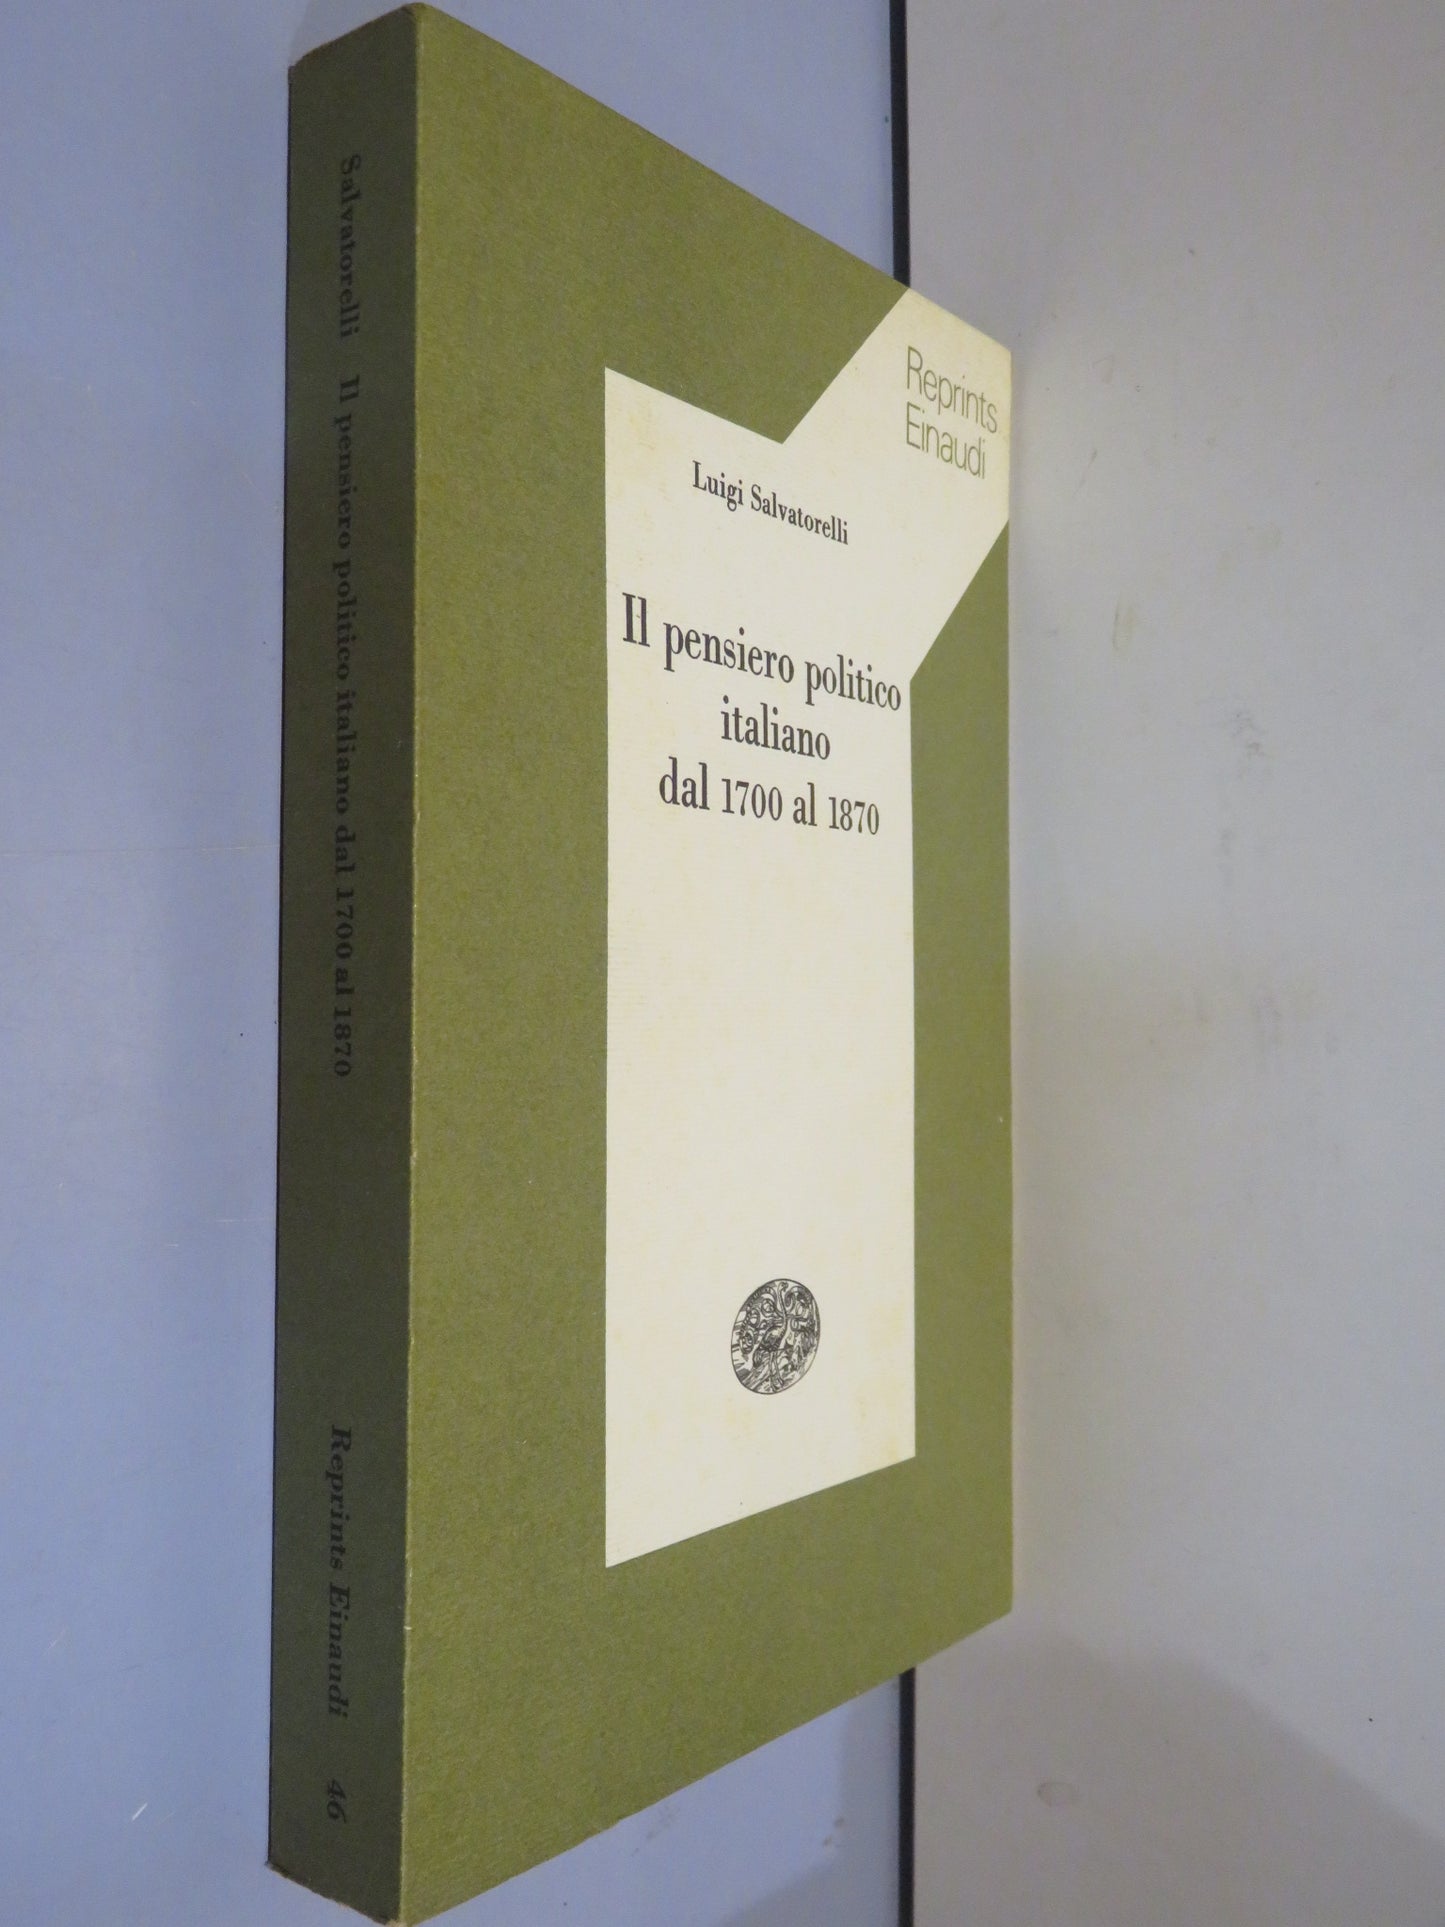 Salvatorelli Il pensiero politico italiano dal 1700 al 1870 Reprints Einaudi 46
Reprints
Einaudi
Luigi Salvatorelli
Il pensiero politico
italiano
dal 1700 al 1870